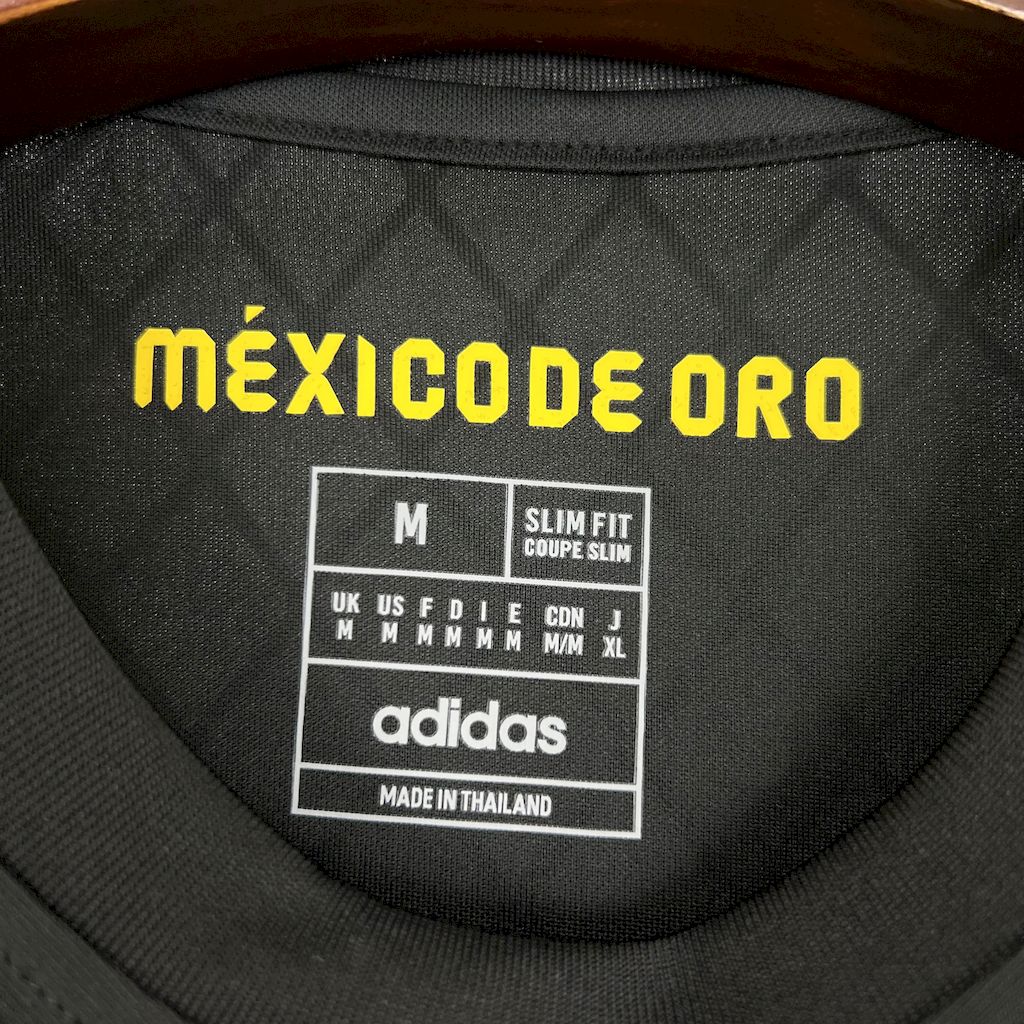 MÉXICO DE ORO
M
SLIM FIT
COUPE SLIM
UK US F D I E CDN J
M M M M M M M/M XL
adidas
MADE IN THAILAND